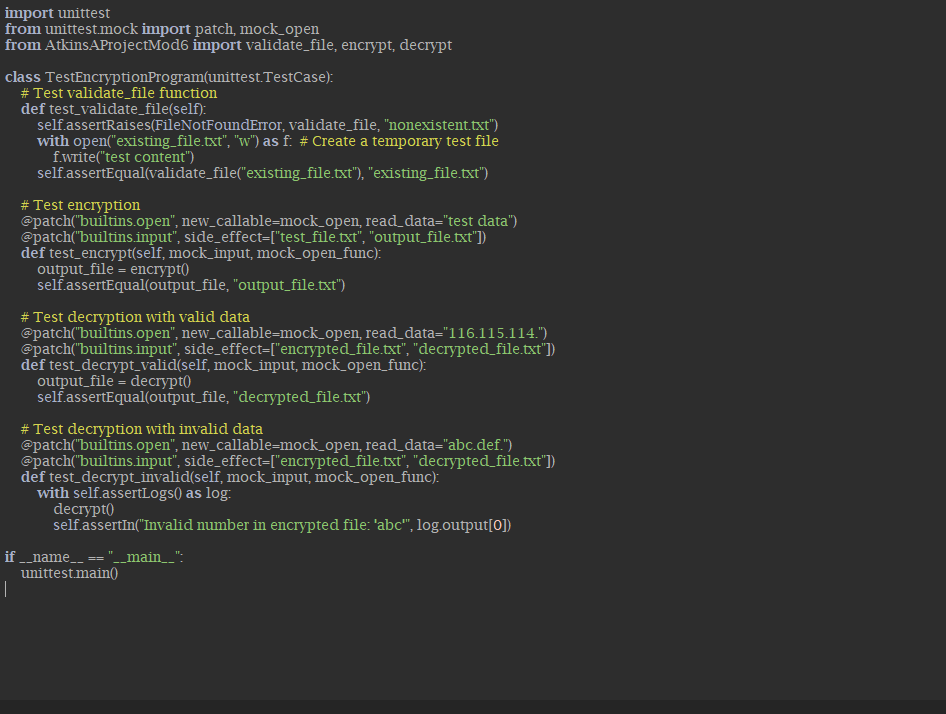 import unittest
from unittest.mock import patch, mock_open
from AtkinsAProjectMod6 import validate_file, encrypt, decrypt

class TestEncryptionProgram(unittest.TestCase):
    # Test validate_file function
    def test_validate_file(self):
        self.assertRaises(FileNotFoundError, validate_file, "nonexistent.txt")
        with open("existing_file.txt", "w") as f:  # Create a temporary test file
            f.write("test content")
        self.assertEqual(validate_file("existing_file.txt"), "existing_file.txt")

    # Test encryption
    @patch("builtins.open", new_callable=mock_open, read_data="test data")
    @patch("builtins.input", side_effect=["test_file.txt", "output_file.txt"])
    def test_encrypt(self, mock_input, mock_open_func):
        output_file = encrypt()
        self.assertEqual(output_file, "output_file.txt")

    # Test decryption with valid data
    @patch("builtins.open", new_callable=mock_open, read_data="116.115.114.")
    @patch("builtins.input", side_effect=["encrypted_file.txt", "decrypted_file.txt"])
    def test_decrypt_valid(self, mock_input, mock_open_func):
        output_file = decrypt()
        self.assertEqual(output_file, "decrypted_file.txt")

    # Test decryption with invalid data
    @patch("builtins.open", new_callable=mock_open, read_data="abc.def.")
    @patch("builtins.input", side_effect=["encrypted_file.txt", "decrypted_file.txt"])
    def test_decrypt_invalid(self, mock_input, mock_open_func):
        with self.assertLogs() as log:
            decrypt()
            self.assertIn("Invalid number in encrypted file: 'abc'", log.output[0])

if __name__ == "__main__":
    unittest.main()